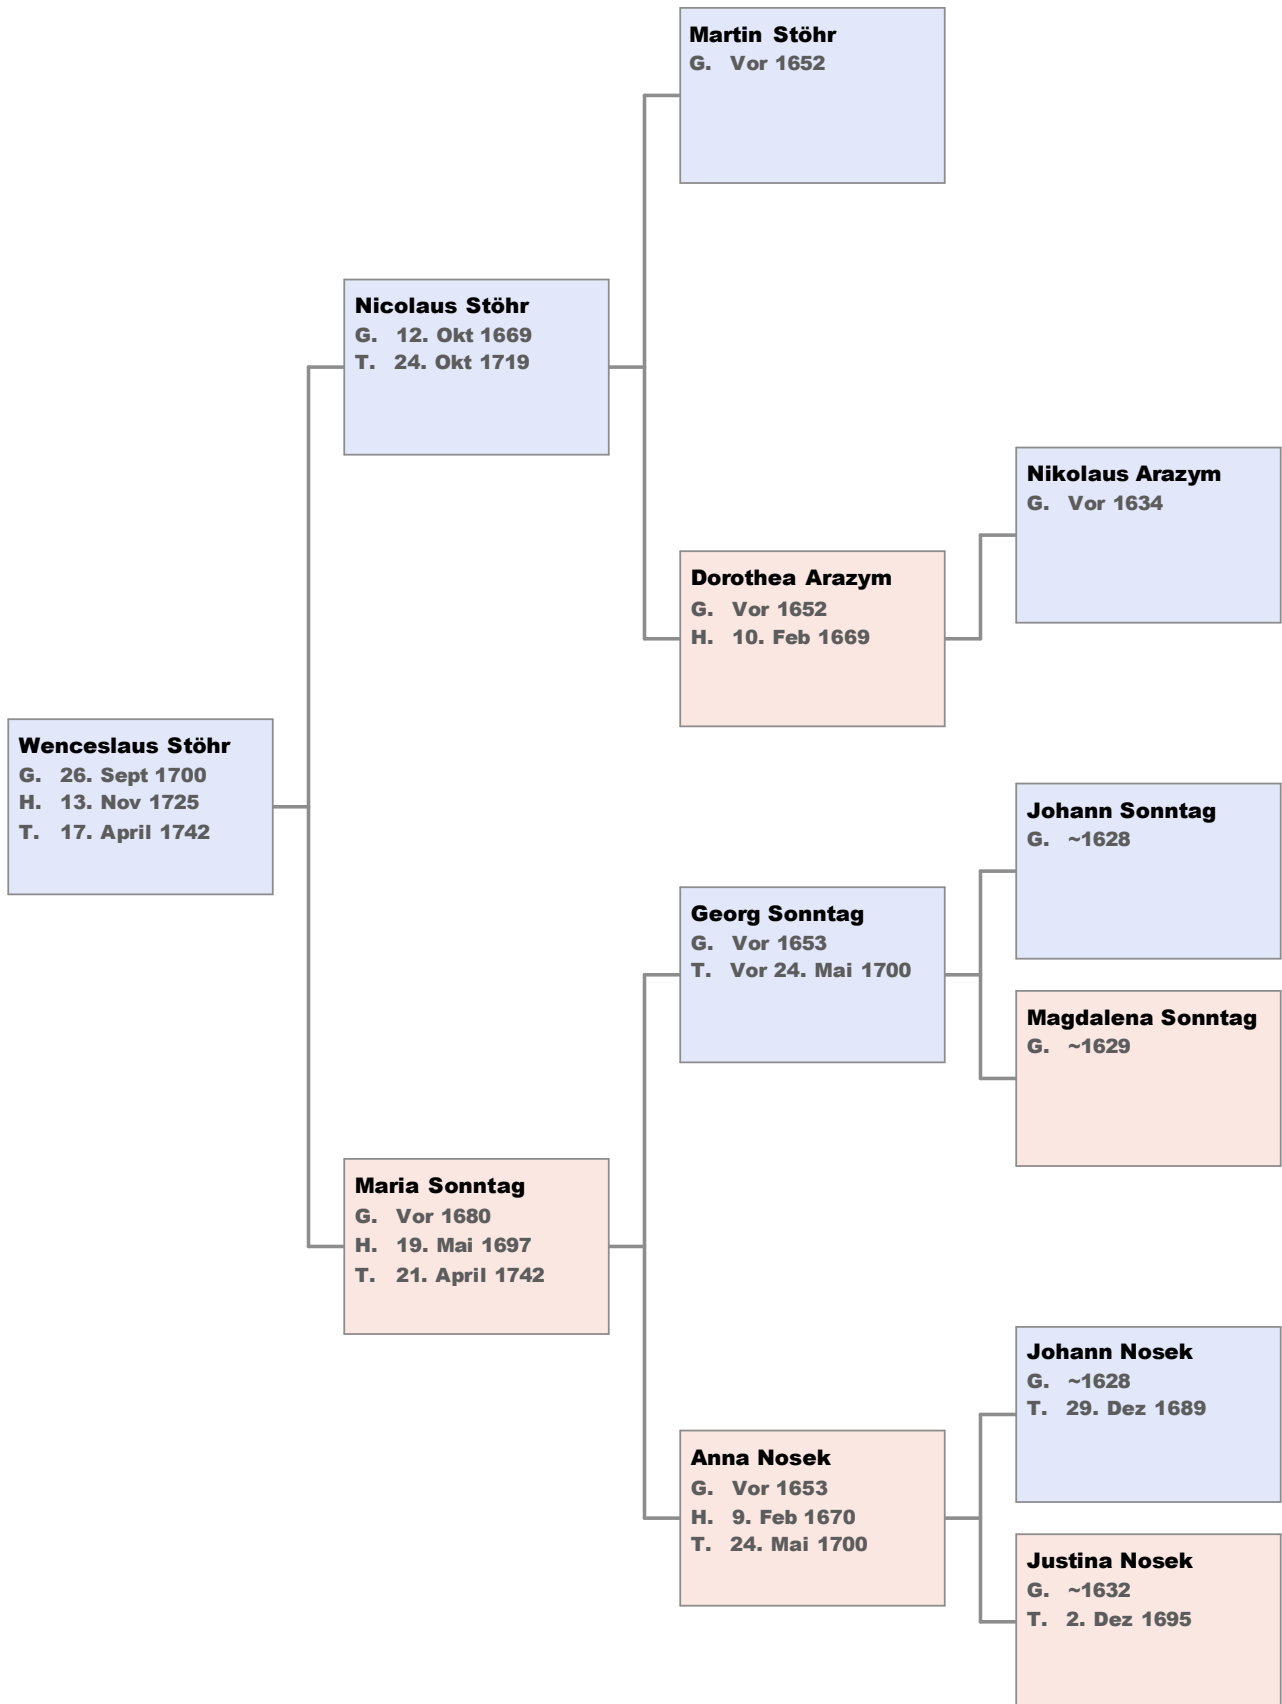 Martin Stöhr
G. Vor 1652
Nicolaus Stöhr
G. 12. Okt 1669
T. 24. Okt 1719
Nikolaus Arazym
G. Vor 1634
Dorothea Arazym
G. Vor 1652
H. 10. Feb 1669
Wenceslaus Stöhr
G. 26. Sept 1700
H. 13. Nov 1725
T. 17. April 1742
Johann Sonntag
G. ~1628
Georg Sonntag
G. Vor 1653
T. Vor 24. Mai 1700
Magdalena Sonntag
G. ~1629
Maria Sonntag
G. Vor 1680
H. 19. Mai 1697
T. 21. April 1742
Johann Nosek
G. ~1628
T. 29. Dez 1689
Anna Nosek
G. Vor 1653
H. 9. Feb 1670
T. 24. Mai 1700
Justina Nosek
G. ~1632
T. 2. Dez 1695